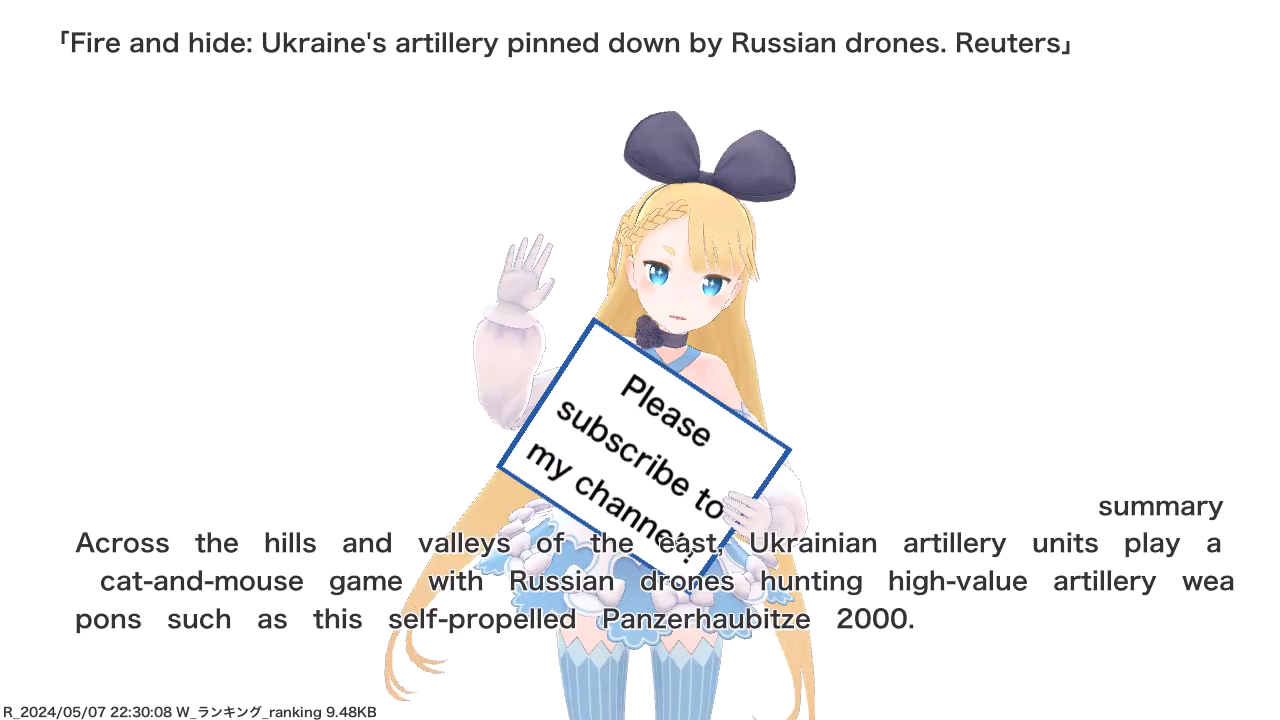 「Fire and hide: Ukraine's artillery pinned down by Russian drones. Reuters」
Please
subscribe to
my channel!
summary
Across the hills and valleys of the east, Ukrainian artillery units play a
cat-and-mouse game with Russian drones hunting high-value artillery wea
pons such as this self-propelled Panzerhaubitze 2000.
R_2024/05/07 22:30:08 W_ランキング_ranking 9.48KB